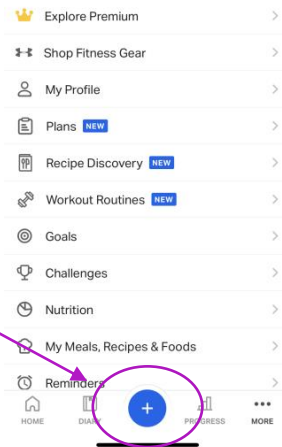 Explore Premium
Shop Fitness Gear
My Profile
Plans NEW
Recipe Discovery NEW
Workout Routines NEW
Goals
Challenges
Nutrition
My Meals, Recipes & Foods
Reminders
HOME DIARY + PROGRESS MORE